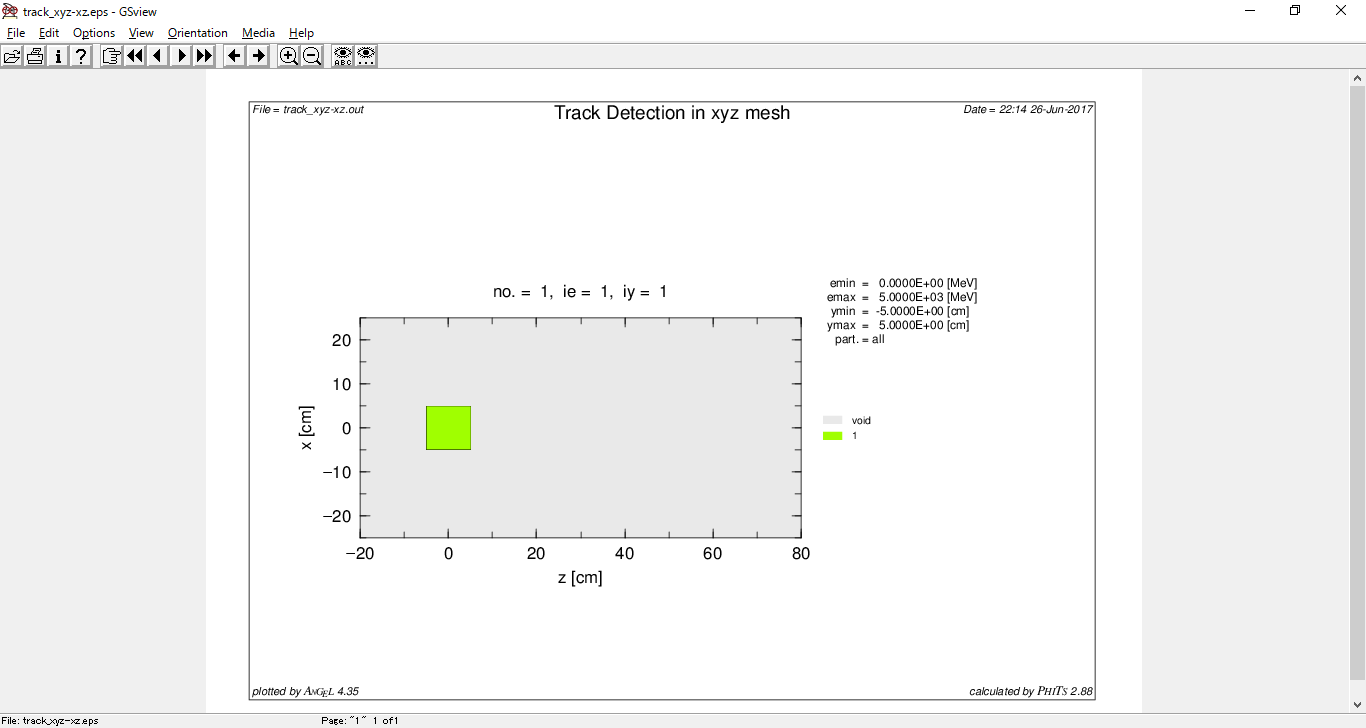 track_xyz-xz.eps - GSview
File Edit Options View Orientation Media Help
File = track_xyz-xz.out
Track Detection in xyz mesh
Date = 22:14 26-Jun-2017
no. = 1, ie = 1, iy = 1
emin = 0.0000E+00 [MeV]
emax = 5.0000E+03 [MeV]
ymin = -5.0000E+00 [cm]
ymax = 5.0000E+00 [cm]
part. = all
20
10
0
−10
−20
x [cm]
void
1
−20 0 20 40 60 80
z [cm]
plotted by ANGEL 4.35
calculated by PHITS 2.88
File: track_xyz-xz.eps
Page: "1" 1 of 1